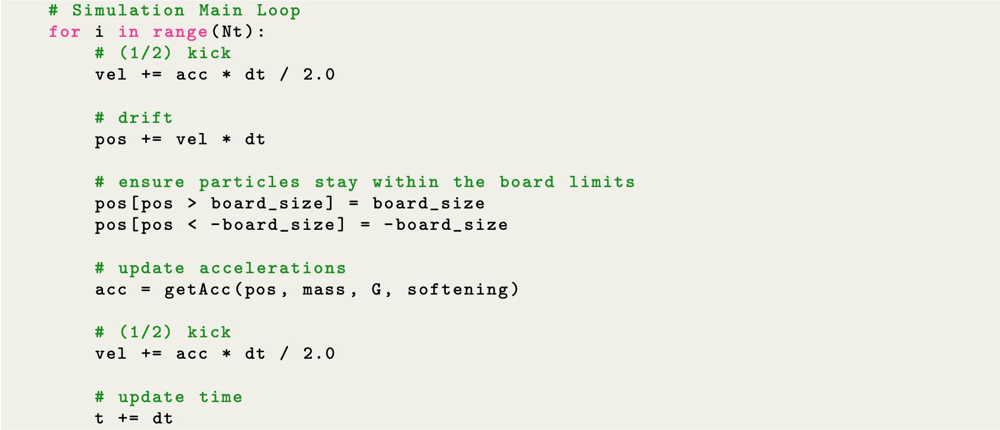 # Simulation Main Loop
for i in range(Nt):
# (1/2) kick
vel += acc * dt / 2.0
# drift
pos += vel * dt
# ensure particles stay within the board limits
pos[pos > board_size] = board_size
pos[pos < -board_size] = -board_size
# update accelerations
acc = getAcc(pos, mass, G, softening)
# (1/2) kick
vel += acc * dt / 2.0
# update time
t += dt